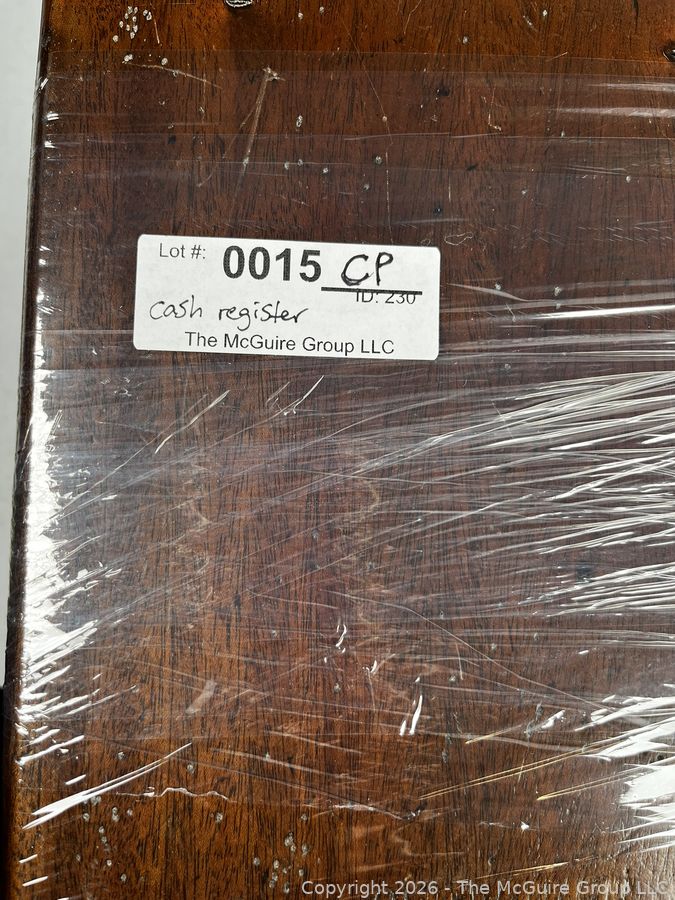 Lot #: 0015 CP
ID: 230
cash register
The McGuire Group LLC
Copyright 2026 - The McGuire Group LLC